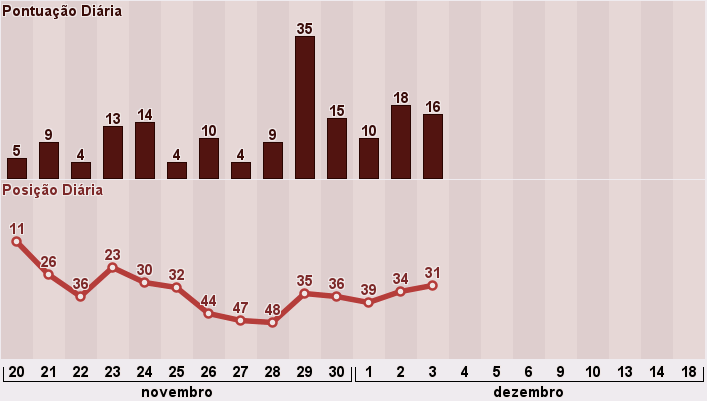 Pontuação Diária
5 9 4 13 14 4 10 4 9 35 15 10 18 16
Posição Diária
11 26 36 23 30 32 44 47 48 35 36 39 34 31
20 21 22 23 24 25 26 27 28 29 30 1 2 3 4 5 6 9 10 13 14 18
novembro dezembro